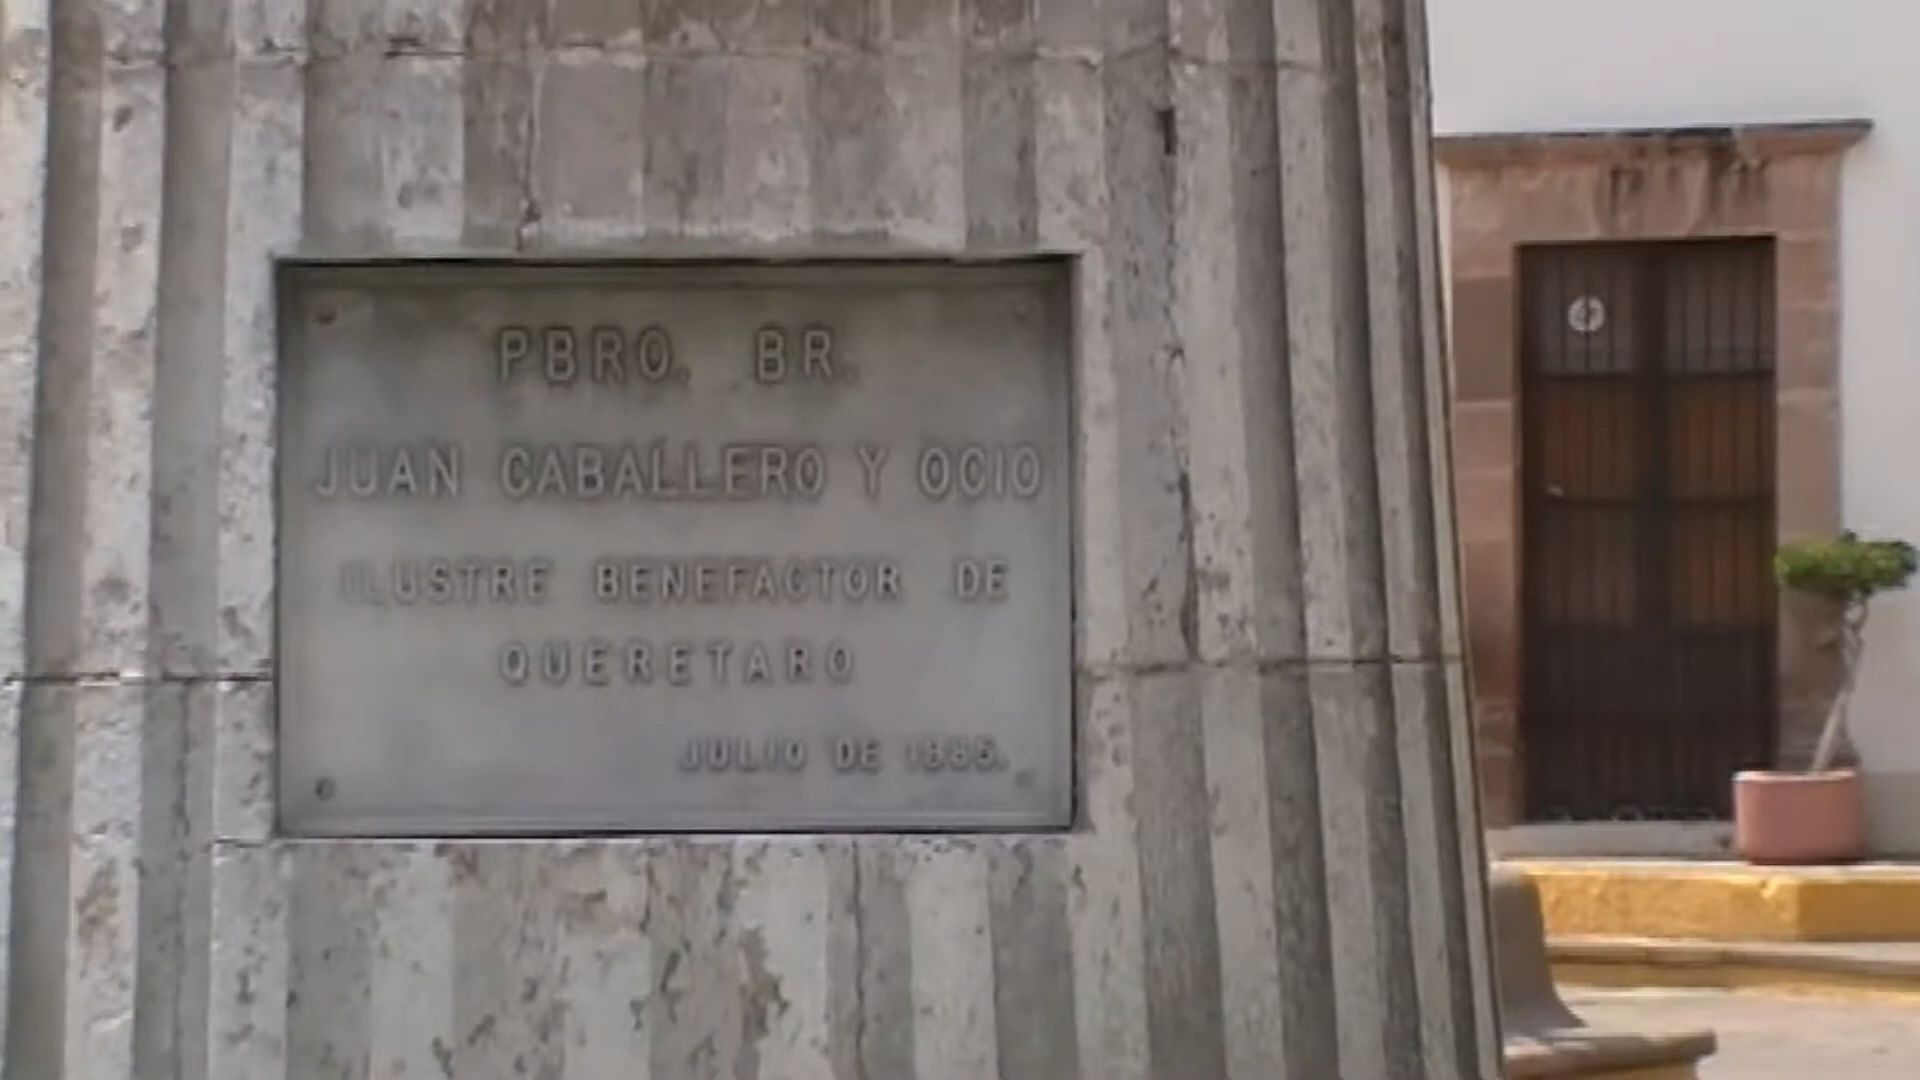 PBRO. BR.
JUAN CABALLERO Y OCIO
ILUSTRE BENEFACTOR DE
QUERETARO
JULIO DE